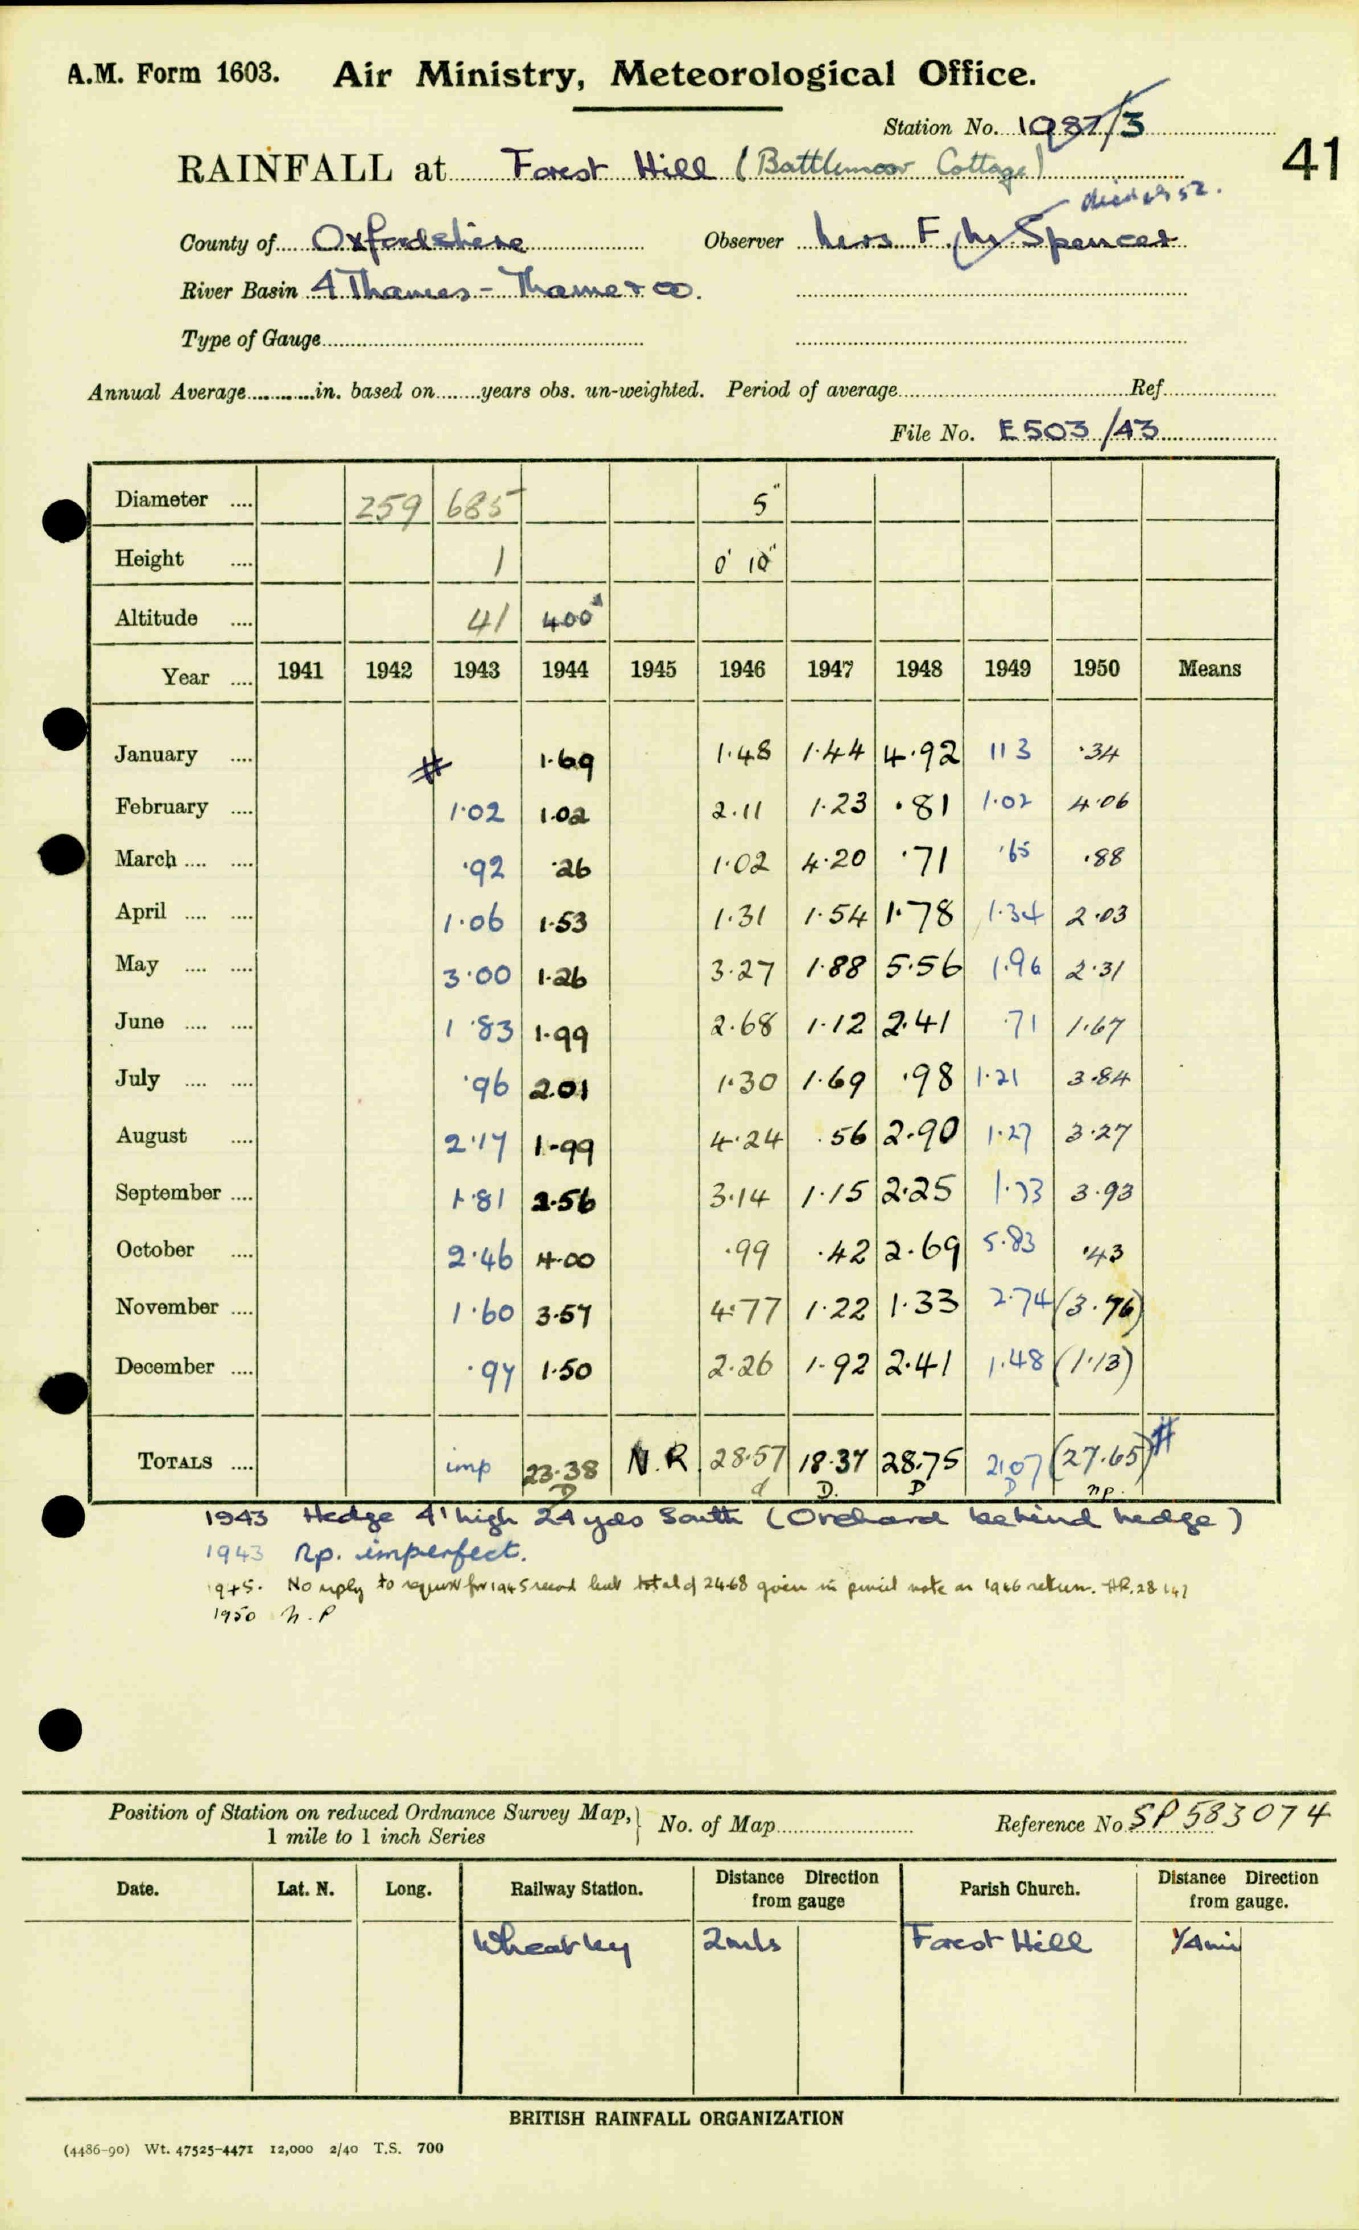 A.M. Form 1603. Air Ministry, Meteorological Office.
Station No. 1987/3
41
RAINFALL at Forest Hill (Battlemoor Cottage)
died 52.
County of Oxfordshire Observer Mrs F. M. Spencer
River Basin 4 Thames - Thame & co.
Type of Gauge
Annual Average in. based on years obs. un-weighted. Period of average Ref
File No. E503/43
Diameter 259 685 5"
Height 1 0' 10"
Altitude 41 400
Year 1941 1942 1943 1944 1945 1946 1947 1948 1949 1950 Means
January # 1.69 1.48 1.44 4.92 113 .34
February 1.02 1.02 2.11 1.23 .81 1.02 4.06
March .92 .26 1.02 4.20 .71 .65 .88
April 1.06 1.53 1.31 1.54 1.78 1.34 2.03
May 3.00 1.26 3.27 1.88 5.56 1.96 2.31
June 1.83 1.99 2.68 1.12 2.41 .71 1.67
July .96 2.01 1.30 1.69 .98 1.21 3.84
August 2.17 1.99 4.24 .56 2.90 1.27 3.27
September 1.81 2.56 3.14 1.15 2.25 1.73 3.93
October 2.46 4.00 .99 .42 2.69 5.83 .43
November 1.60 3.57 4.77 1.22 1.33 2.74 (3.76)
December .97 1.50 2.26 1.92 2.41 1.48 (1.13)
TOTALS imp 23.38 N.R. 28.57 18.37 28.75 21.07 (27.65) #
D d D. D D np.
1943 Hedge 4' high 24 yds South (Orchard behind hedge)
1943 Np. imperfect.
1945. No reply to request for 1945 record but total of 24.68 given in pencil note on 1946 return. 28 1 47
1950 N.P
Position of Station on reduced Ordnance Survey Map, 1 mile to 1 inch Series No. of Map Reference No SP 583074
Date. Lat. N. Long. Railway Station. Distance Direction from gauge Parish Church. Distance Direction from gauge.
Wheatley 2 mls Forest Hill 1/4 mi
BRITISH RAINFALL ORGANIZATION
(4486-90) Wt. 47525-4471 12,000 2/40 T.S. 700